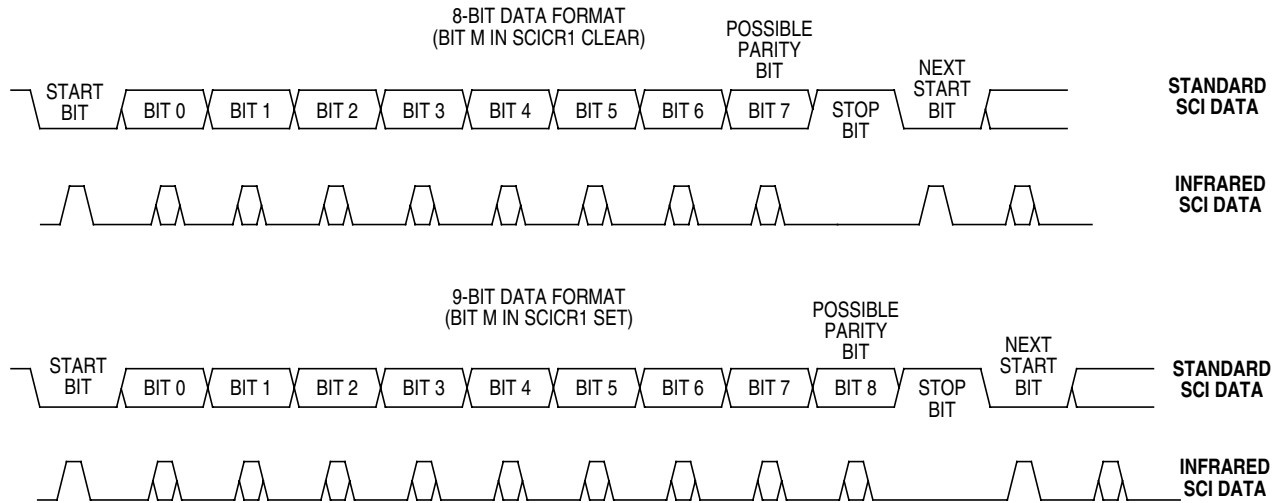 8-BIT DATA FORMAT
(BIT M IN SCICR1 CLEAR)
POSSIBLE
PARITY
BIT
NEXT
START
BIT
START
BIT
BIT 0
BIT 1
BIT 2
BIT 3
BIT 4
BIT 5
BIT 6
BIT 7
STOP
BIT
STANDARD
SCI DATA
INFRARED
SCI DATA
9-BIT DATA FORMAT
(BIT M IN SCICR1 SET)
POSSIBLE
PARITY
BIT
NEXT
START
BIT
START
BIT
BIT 0
BIT 1
BIT 2
BIT 3
BIT 4
BIT 5
BIT 6
BIT 7
BIT 8
STOP
BIT
STANDARD
SCI DATA
INFRARED
SCI DATA